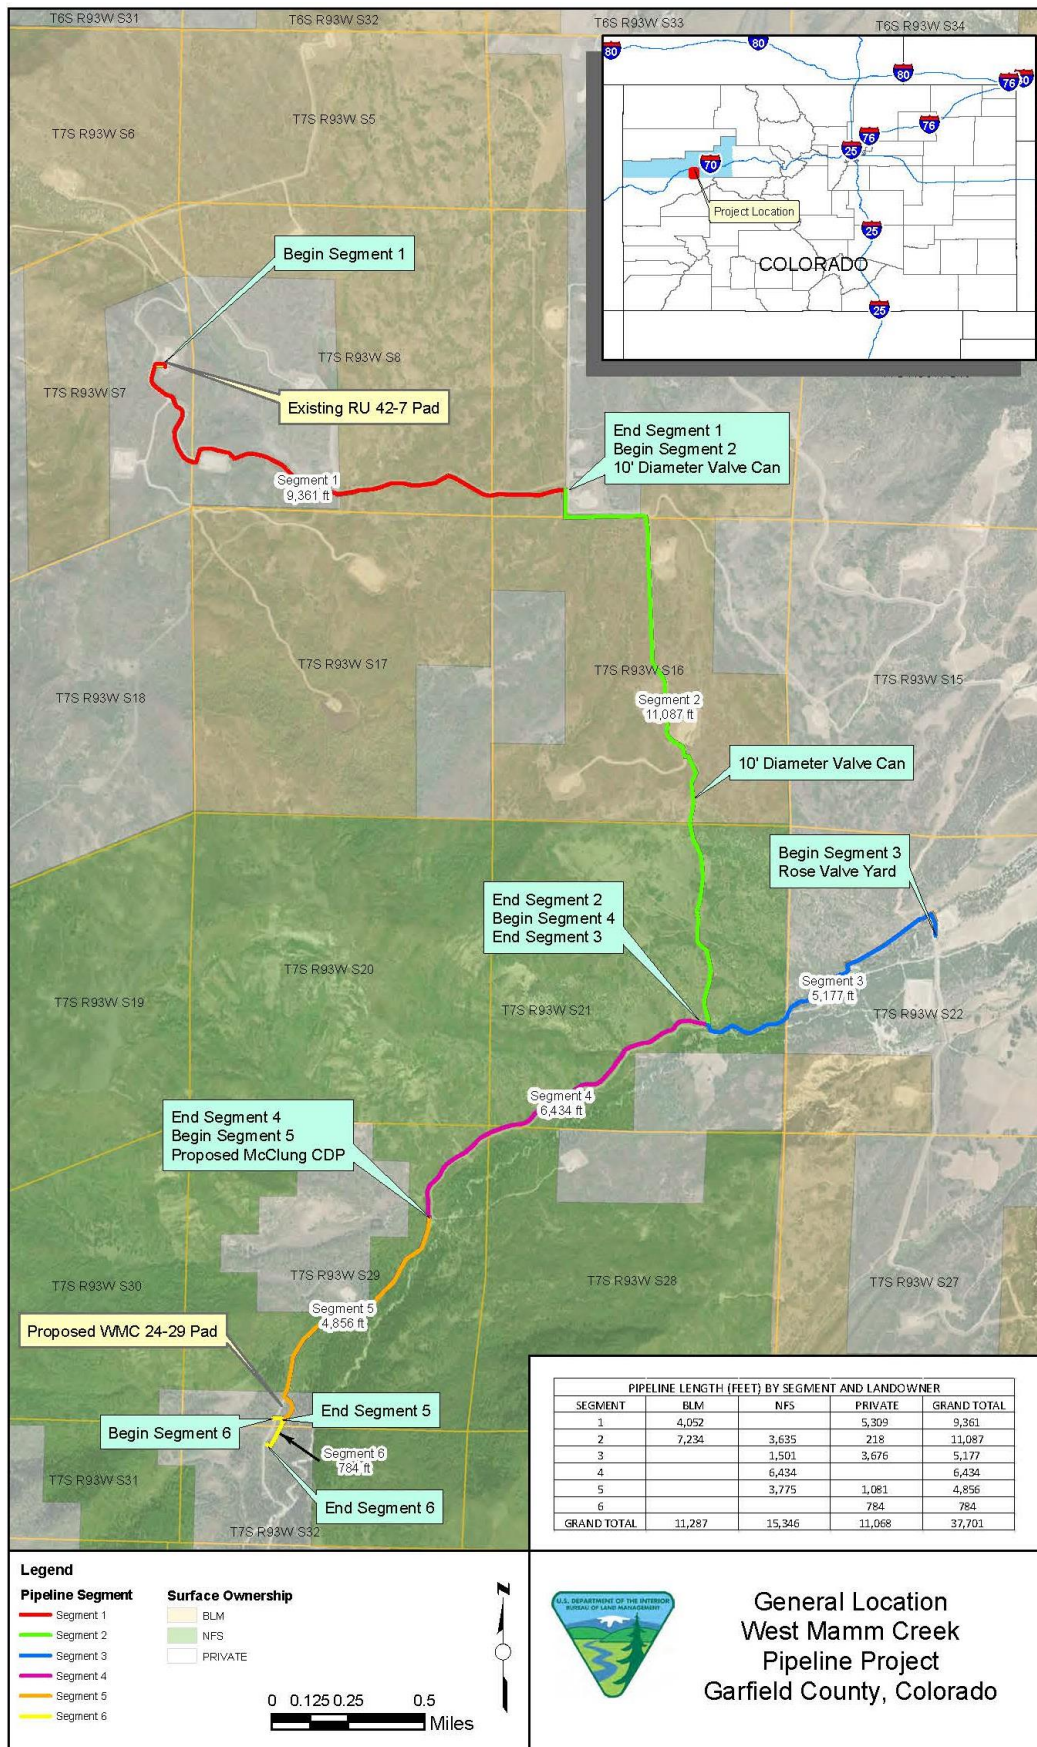 T6S R93W S31
T6S R93W S32
T6S R93W S33
T6S R93W S34
80
80
80
76
80
76
76
25
70
Project Location
25
COLORADO
25
T7S R93W S6
T7S R93W S5
Begin Segment 1
T7S R93W S8
T7S R93W S7
Existing RU 42-7 Pad
End Segment 1
Begin Segment 2
10' Diameter Valve Can
Segment 1
9,361 ft
T7S R93W S18
T7S R93W S17
T7S R93W S16
T7S R93W S15
Segment 2
11,087 ft
10' Diameter Valve Can
Begin Segment 3
Rose Valve Yard
End Segment 2
Begin Segment 4
End Segment 3
T7S R93W S19
T7S R93W S20
T7S R93W S21
Segment 3
5,177 ft
T7S R93W S22
Segment 4
6,434 ft
End Segment 4
Begin Segment 5
Proposed McClung CDP
T7S R93W S30
T7S R93W S29
T7S R93W S28
T7S R93W S27
Segment 5
4,856 ft
Proposed WMC 24-29 Pad
End Segment 5
Begin Segment 6
Segment 6
784 ft
T7S R93W S31
End Segment 6
T7S R93W S32
PIPELINE LENGTH (FEET) BY SEGMENT AND LANDOWNER
SEGMENT BLM NFS PRIVATE GRAND TOTAL
1 4,052 5,309 9,361
2 7,234 3,635 218 11,087
3 1,501 3,676 5,177
4 6,434 6,434
5 3,775 1,081 4,856
6 784 784
GRAND TOTAL 11,287 15,346 11,068 37,701
Legend
Pipeline Segment
Segment 1
Segment 2
Segment 3
Segment 4
Segment 5
Segment 6
Surface Ownership
BLM
NFS
PRIVATE
N
0 0.125 0.25 0.5
Miles
U.S. DEPARTMENT OF THE INTERIOR
BUREAU OF LAND MANAGEMENT
General Location
West Mamm Creek
Pipeline Project
Garfield County, Colorado